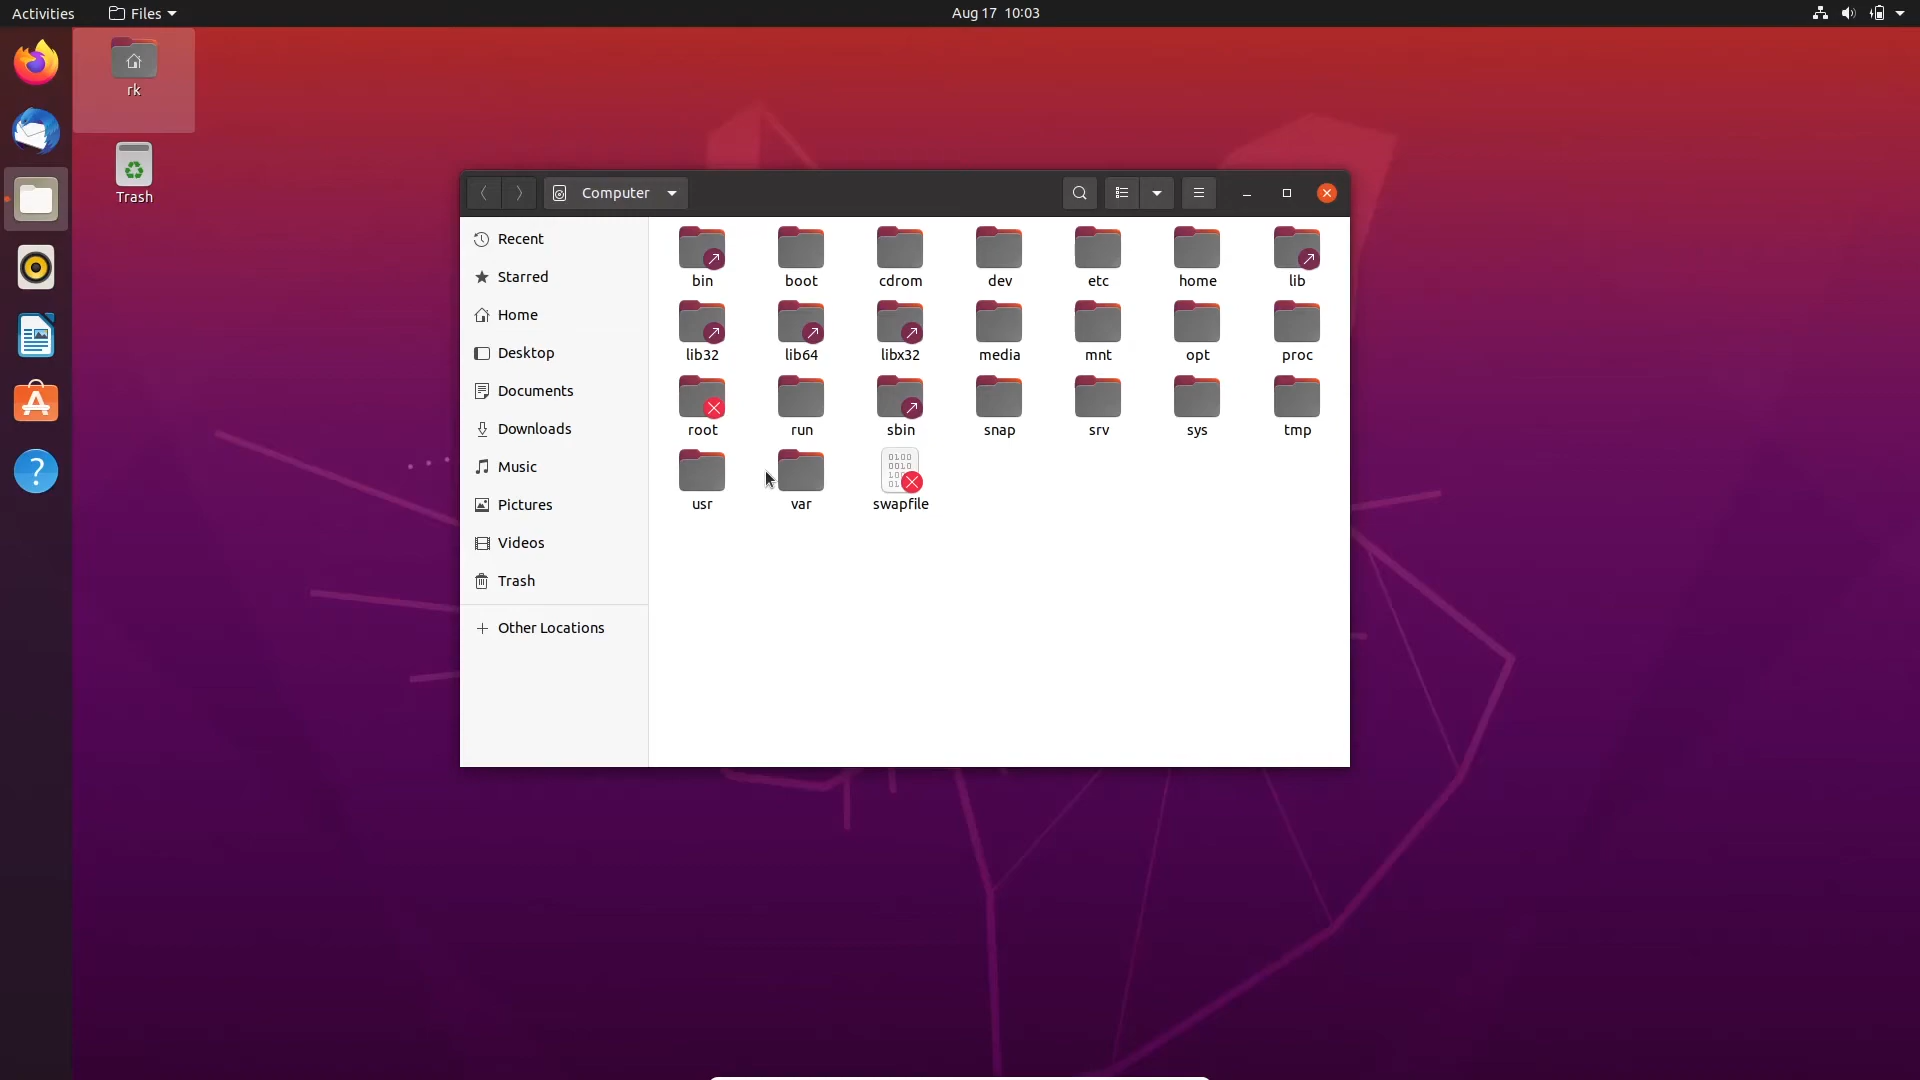 Activities
Files
Aug 17 10:03
rk
Trash
Computer
Recent
Starred
Home
Desktop
Documents
Downloads
Music
Pictures
Videos
Trash
Other Locations
bin boot cdrom dev etc home lib
lib32 lib64 libx32 media mnt opt proc
root run sbin snap srv sys tmp
usr var swapfile